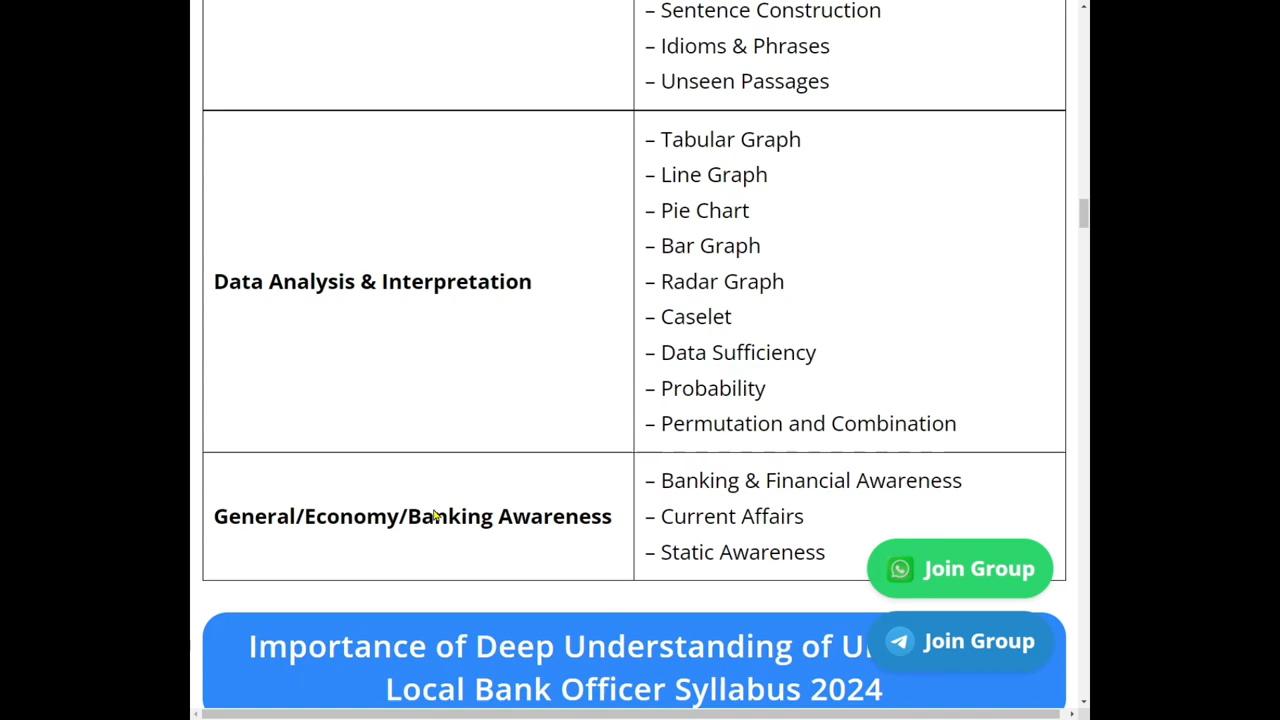 – Sentence Construction
– Idioms & Phrases
– Unseen Passages
Data Analysis & Interpretation
– Tabular Graph
– Line Graph
– Pie Chart
– Bar Graph
– Radar Graph
– Caselet
– Data Sufficiency
– Probability
– Permutation and Combination
General/Economy/Banking Awareness
– Banking & Financial Awareness
– Current Affairs
– Static Awareness
Join Group
Join Group
Importance of Deep Understanding of
Local Bank Officer Syllabus 2024